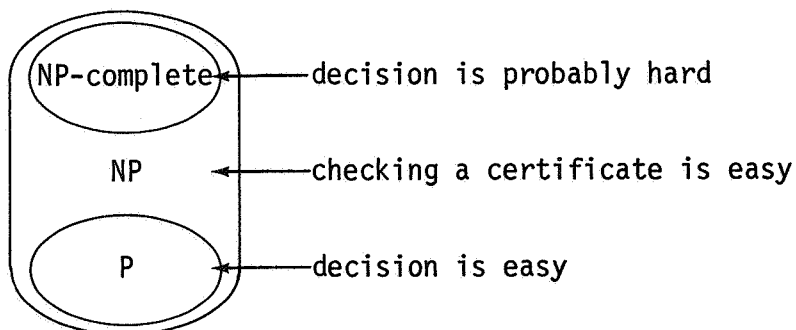 NP-complete decision is probably hard
NP checking a certificate is easy
P decision is easy